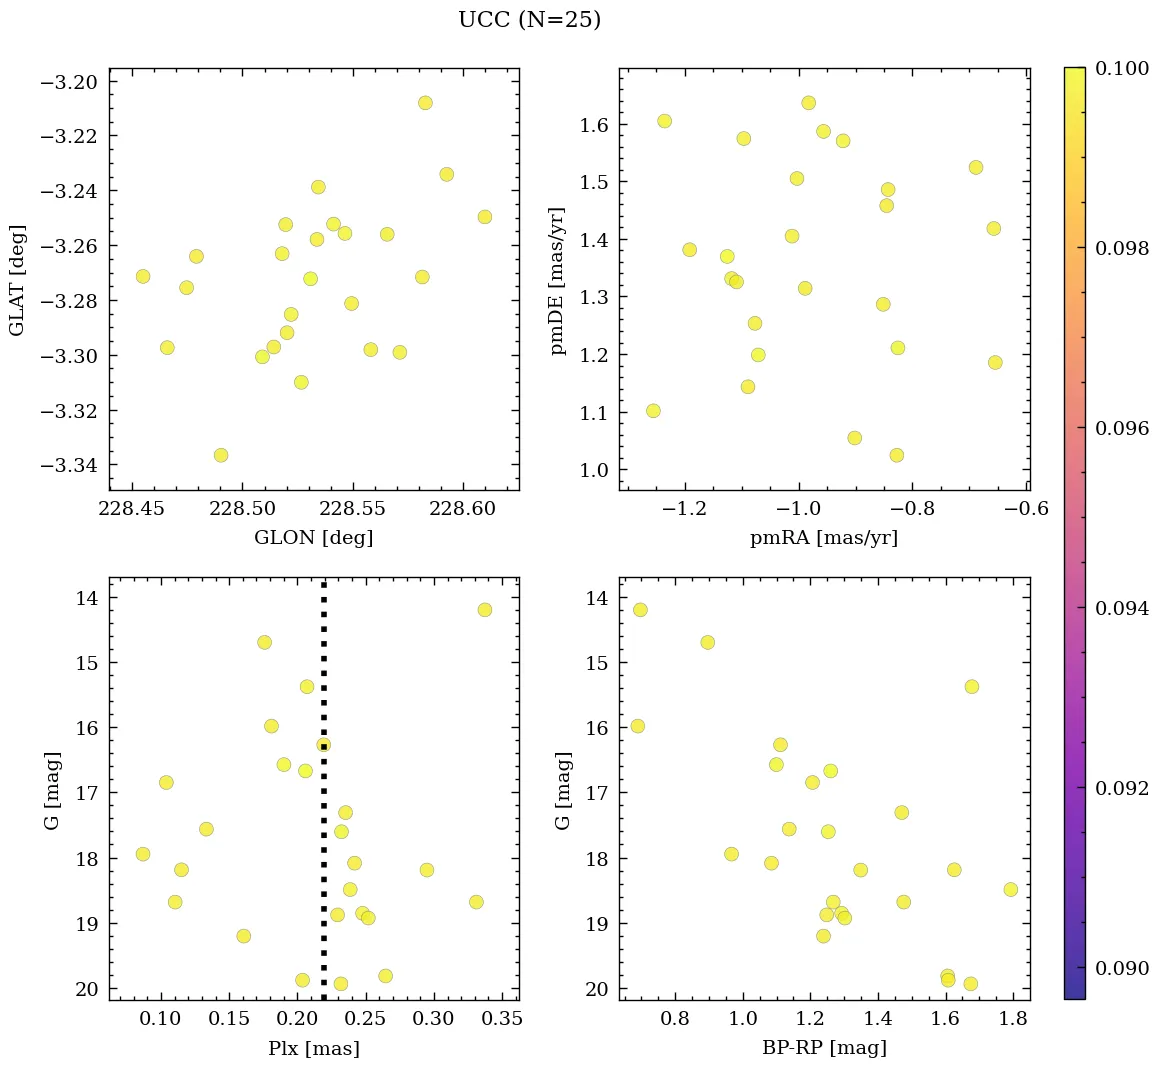 UCC (N=25)
−3.20
−3.22
−3.24
−3.26
−3.28
−3.30
−3.32
−3.34
GLAT [deg]
228.45 228.50 228.55 228.60
GLON [deg]
1.6
1.5
1.4
1.3
1.2
1.1
1.0
pmDE [mas/yr]
−1.2 −1.0 −0.8 −0.6
pmRA [mas/yr]
14
15
16
17
18
19
20
G [mag]
0.10 0.15 0.20 0.25 0.30 0.35
Plx [mas]
14
15
16
17
18
19
20
G [mag]
0.8 1.0 1.2 1.4 1.6 1.8
BP-RP [mag]
0.100
0.098
0.096
0.094
0.092
0.090